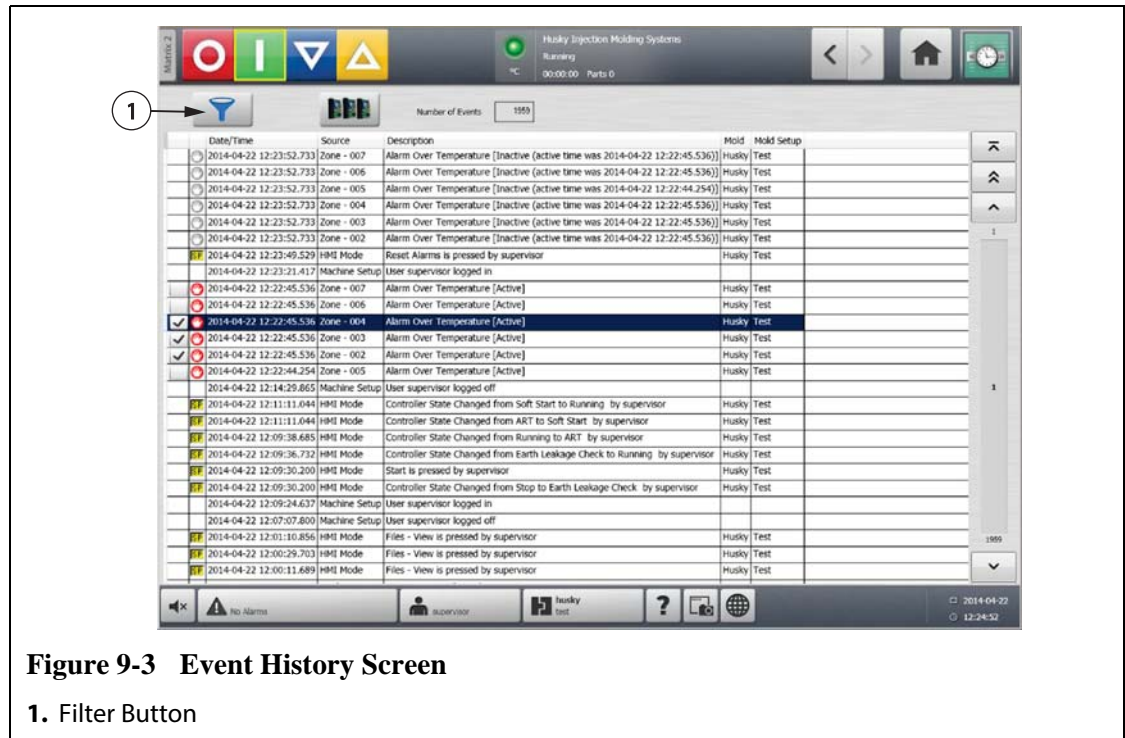 Matrix 2
Husky Injection Molding Systems
Running
°C 00:00:00 Parts 0
1
Number of Events 1959
Date/Time Source Description Mold Mold Setup
2014-04-22 12:23:52.733 Zone - 007 Alarm Over Temperature [Inactive (active time was 2014-04-22 12:22:45.536)] Husky Test
2014-04-22 12:23:52.733 Zone - 006 Alarm Over Temperature [Inactive (active time was 2014-04-22 12:22:45.536)] Husky Test
2014-04-22 12:23:52.733 Zone - 005 Alarm Over Temperature [Inactive (active time was 2014-04-22 12:22:44.254)] Husky Test
2014-04-22 12:23:52.733 Zone - 004 Alarm Over Temperature [Inactive (active time was 2014-04-22 12:22:45.536)] Husky Test
2014-04-22 12:23:52.733 Zone - 003 Alarm Over Temperature [Inactive (active time was 2014-04-22 12:22:45.536)] Husky Test
2014-04-22 12:23:52.733 Zone - 002 Alarm Over Temperature [Inactive (active time was 2014-04-22 12:22:45.536)] Husky Test
1
2014-04-22 12:23:49.529 HMI Mode Reset Alarms is pressed by supervisor Husky Test
2014-04-22 12:23:21.417 Machine Setup User supervisor logged in
2014-04-22 12:22:45.536 Zone - 007 Alarm Over Temperature [Active] Husky Test
2014-04-22 12:22:45.536 Zone - 006 Alarm Over Temperature [Active] Husky Test
2014-04-22 12:22:45.536 Zone - 004 Alarm Over Temperature [Active] Husky Test
2014-04-22 12:22:45.536 Zone - 003 Alarm Over Temperature [Active] Husky Test
2014-04-22 12:22:45.536 Zone - 002 Alarm Over Temperature [Active] Husky Test
2014-04-22 12:22:44.254 Zone - 005 Alarm Over Temperature [Active] Husky Test
2014-04-22 12:14:29.865 Machine Setup User supervisor logged off
1
2014-04-22 12:11:11.044 HMI Mode Controller State Changed from Soft Start to Running by supervisor Husky Test
2014-04-22 12:11:11.044 HMI Mode Controller State Changed from ART to Soft Start by supervisor Husky Test
2014-04-22 12:09:38.685 HMI Mode Controller State Changed from Running to ART by supervisor Husky Test
2014-04-22 12:09:36.732 HMI Mode Controller State Changed from Earth Leakage Check to Running by supervisor Husky Test
2014-04-22 12:09:30.200 HMI Mode Start is pressed by supervisor Husky Test
2014-04-22 12:09:30.200 HMI Mode Controller State Changed from Stop to Earth Leakage Check by supervisor Husky Test
2014-04-22 12:09:24.637 Machine Setup User supervisor logged in
2014-04-22 12:07:07.800 Machine Setup User supervisor logged off
2014-04-22 12:01:10.856 HMI Mode Files - View is pressed by supervisor Husky Test
1959
2014-04-22 12:00:29.703 HMI Mode Files - View is pressed by supervisor Husky Test
2014-04-22 12:00:11.689 HMI Mode Files - View is pressed by supervisor Husky Test
No Alarms supervisor husky test ? 2014-04-22
12:24:52
Figure 9-3 Event History Screen
1. Filter Button